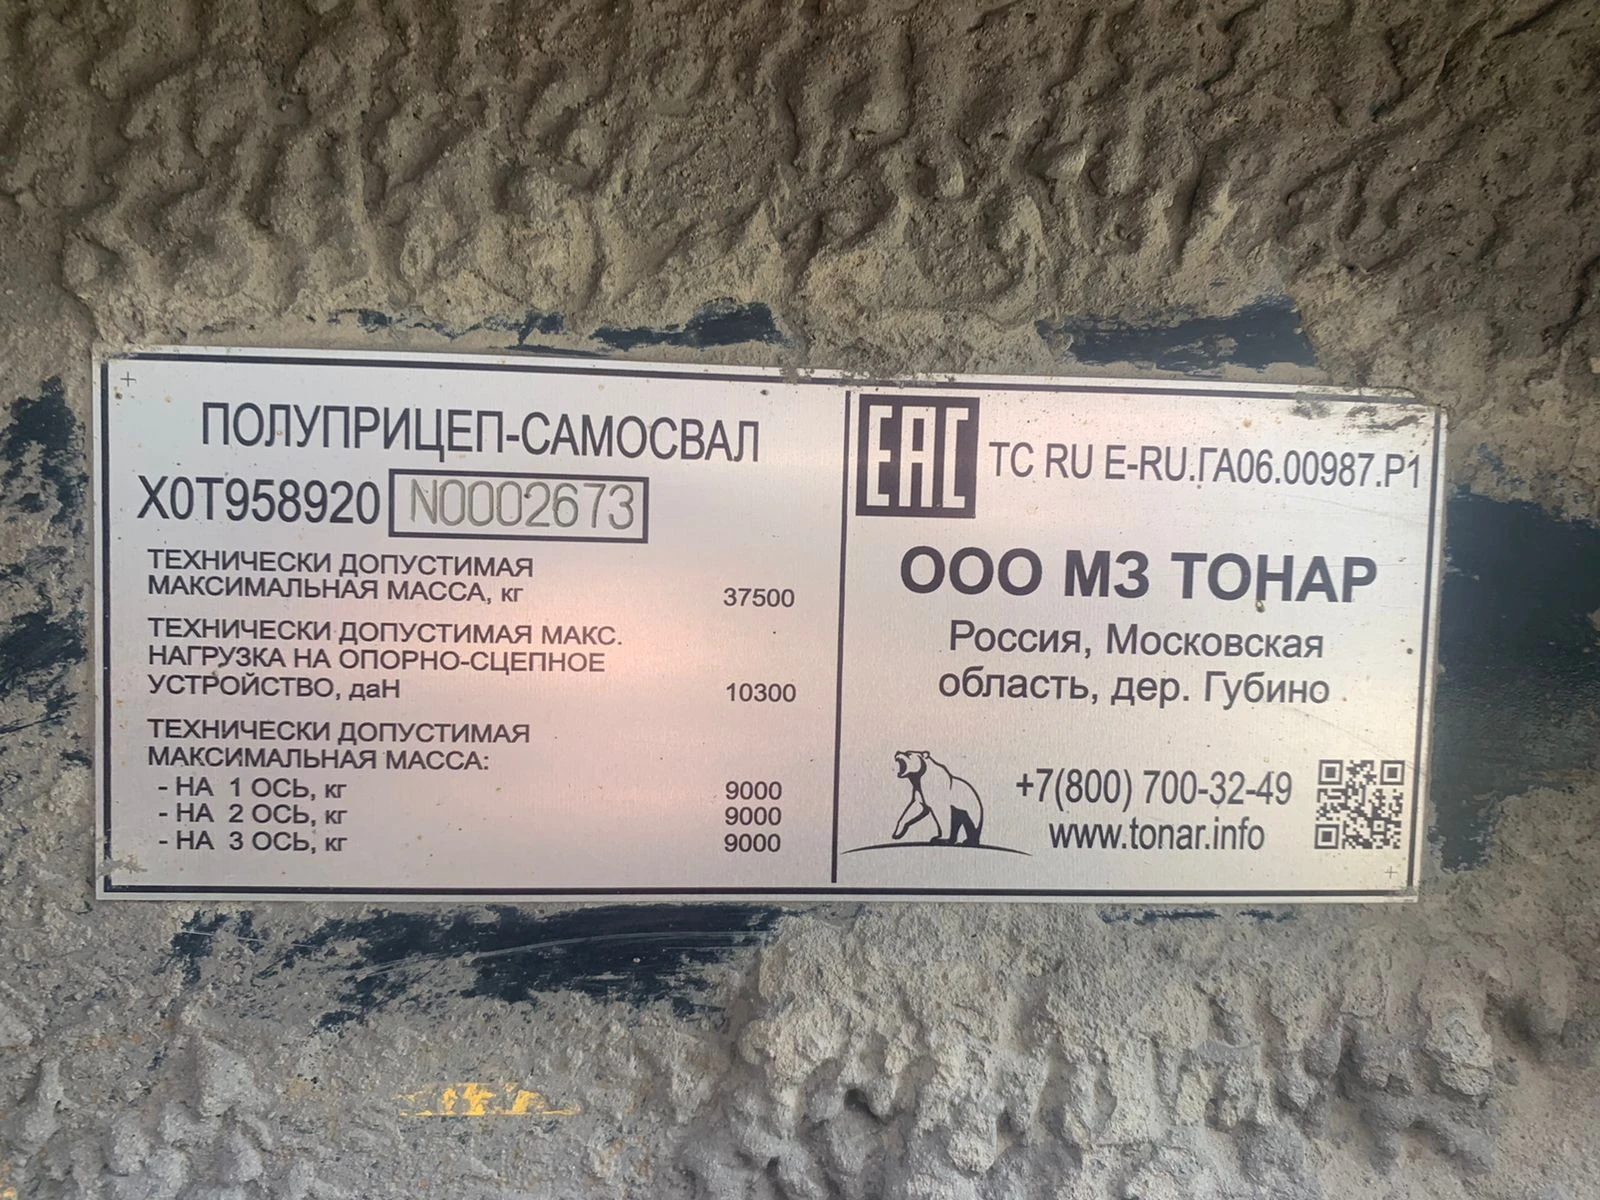 ПОЛУПРИЦЕП-САМОСВАЛ
X0T958920 N0002673
ТЕХНИЧЕСКИ ДОПУСТИМАЯ
МАКСИМАЛЬНАЯ МАССА, кг 37500
ТЕХНИЧЕСКИ ДОПУСТИМАЯ МАКС.
НАГРУЗКА НА ОПОРНО-СЦЕПНОЕ
УСТРОЙСТВО, даН 10300
ТЕХНИЧЕСКИ ДОПУСТИМАЯ
МАКСИМАЛЬНАЯ МАССА:
- НА 1 ОСЬ, кг 9000
- НА 2 ОСЬ, кг 9000
- НА 3 ОСЬ, кг 9000
EAC ТС RU Е-RU.ГА06.00987.Р1
ООО МЗ ТОНАР
Россия, Московская
область, дер. Губино
+7(800) 700-32-49
www.tonar.info